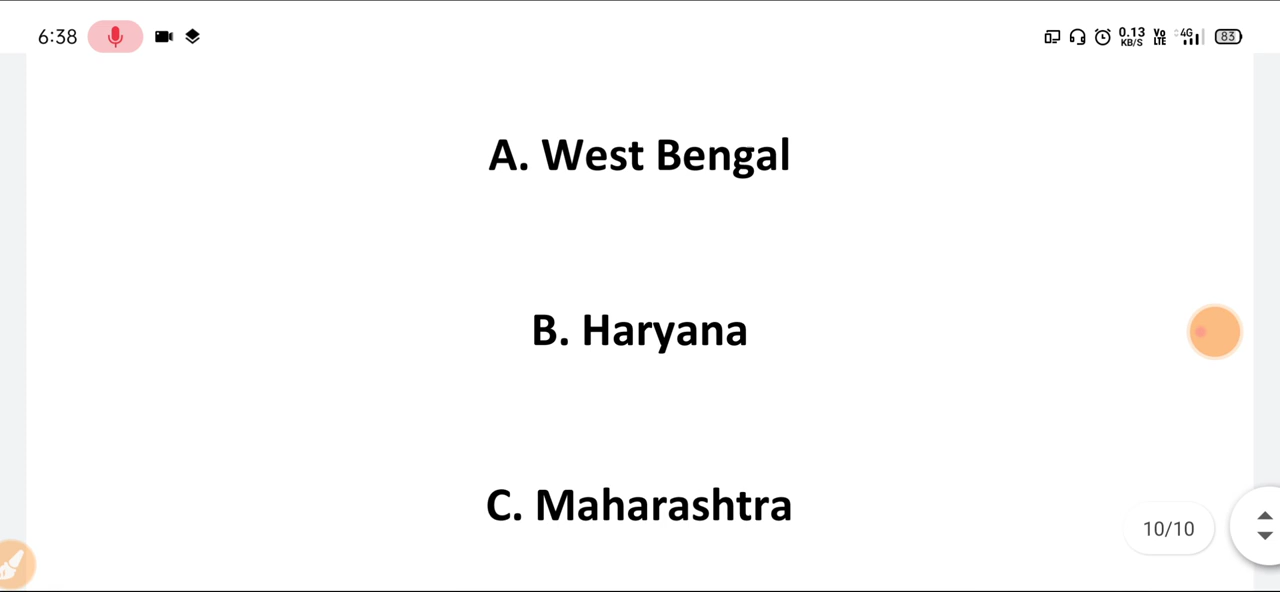 6:38 0.13 KB/S Vo LTE 4G 83
A. West Bengal
B. Haryana
C. Maharashtra
10/10